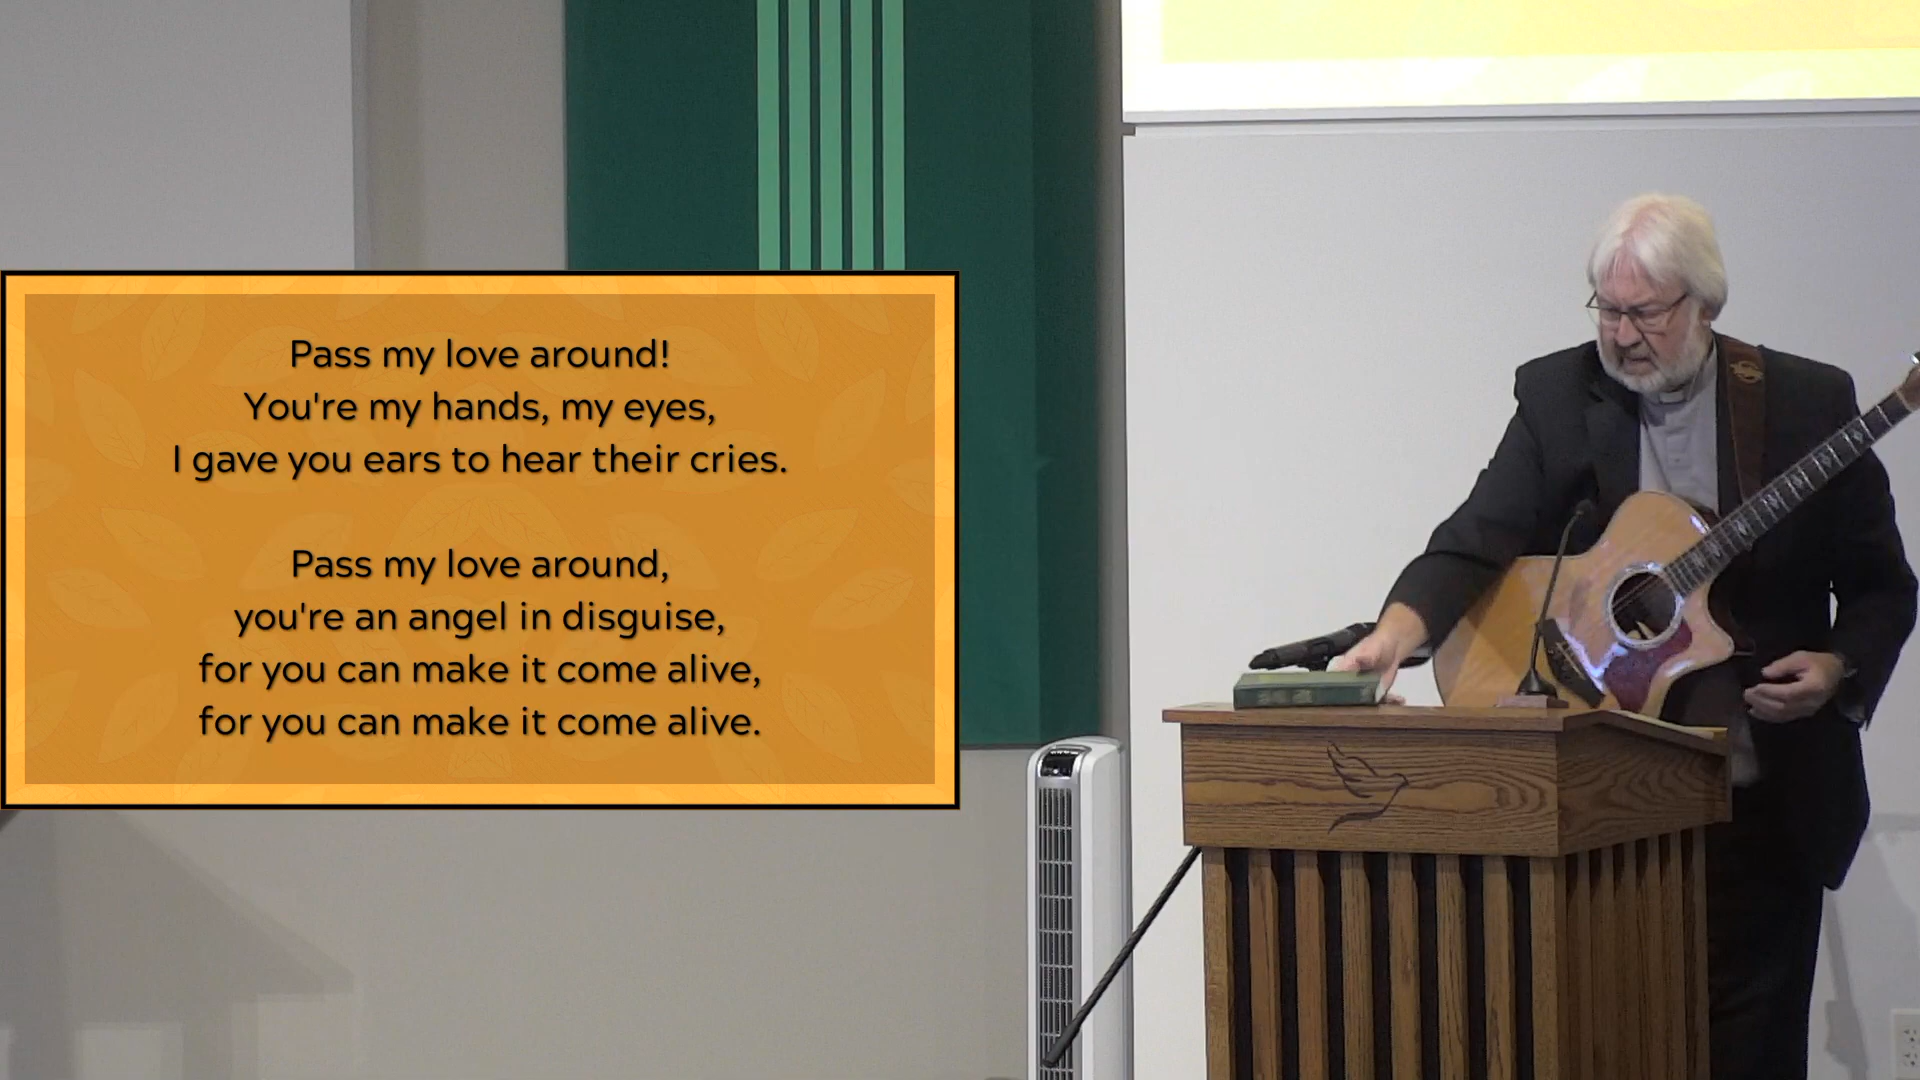 Pass my love around!
You're my hands, my eyes,
I gave you ears to hear their cries.
Pass my love around,
you're an angel in disguise,
for you can make it come alive,
for you can make it come alive.